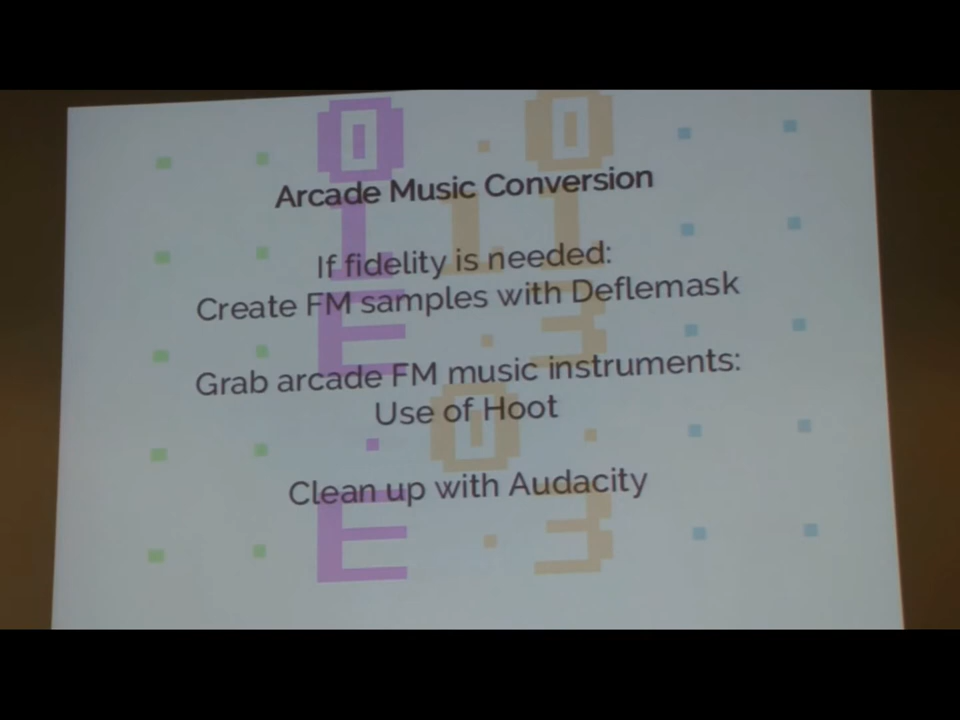 Arcade Music Conversion
If fidelity is needed:
Create FM samples with Deflemask
Grab arcade FM music instruments:
Use of Hoot
Clean up with Audacity